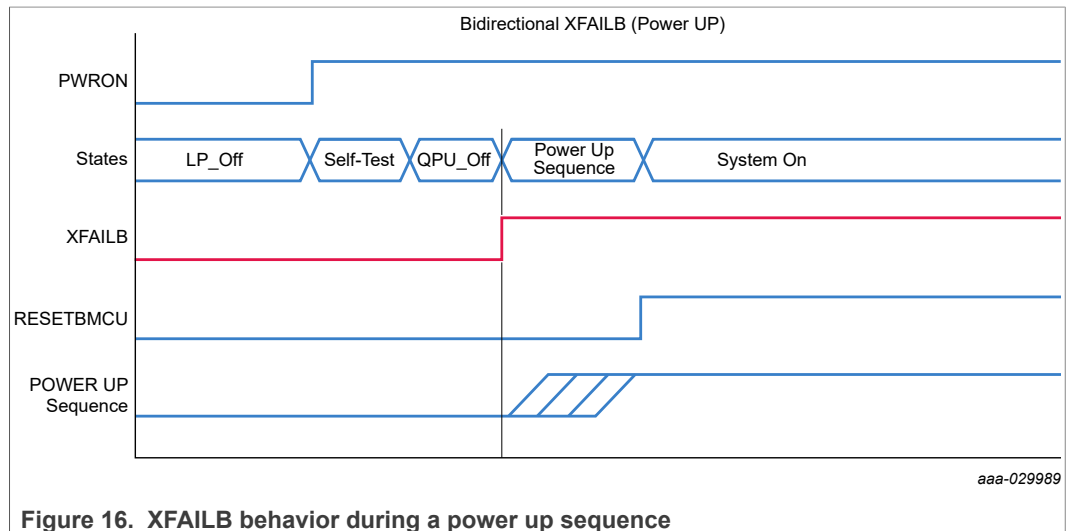 Bidirectional XFAILB (Power UP)
PWRON
States
LP_Off
Self-Test
QPU_Off
Power Up
Sequence
System On
XFAILB
RESETBMCU
POWER UP
Sequence
aaa-029989
Figure 16. XFAILB behavior during a power up sequence